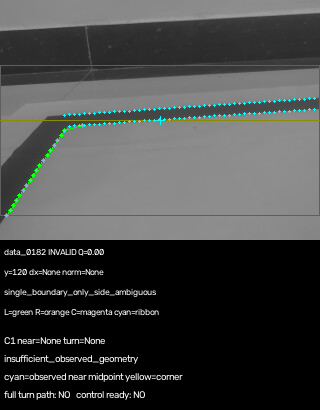 data_0182 INVALID Q=0.00
y=120 dx=None norm=None
single_boundary_only_side_ambiguous
L=green R=orange C=magenta cyan=ribbon
C1 near=None turn=None
insufficient_observed_geometry
cyan=observed near midpoint yellow=corner
full turn path: NO control ready: NO